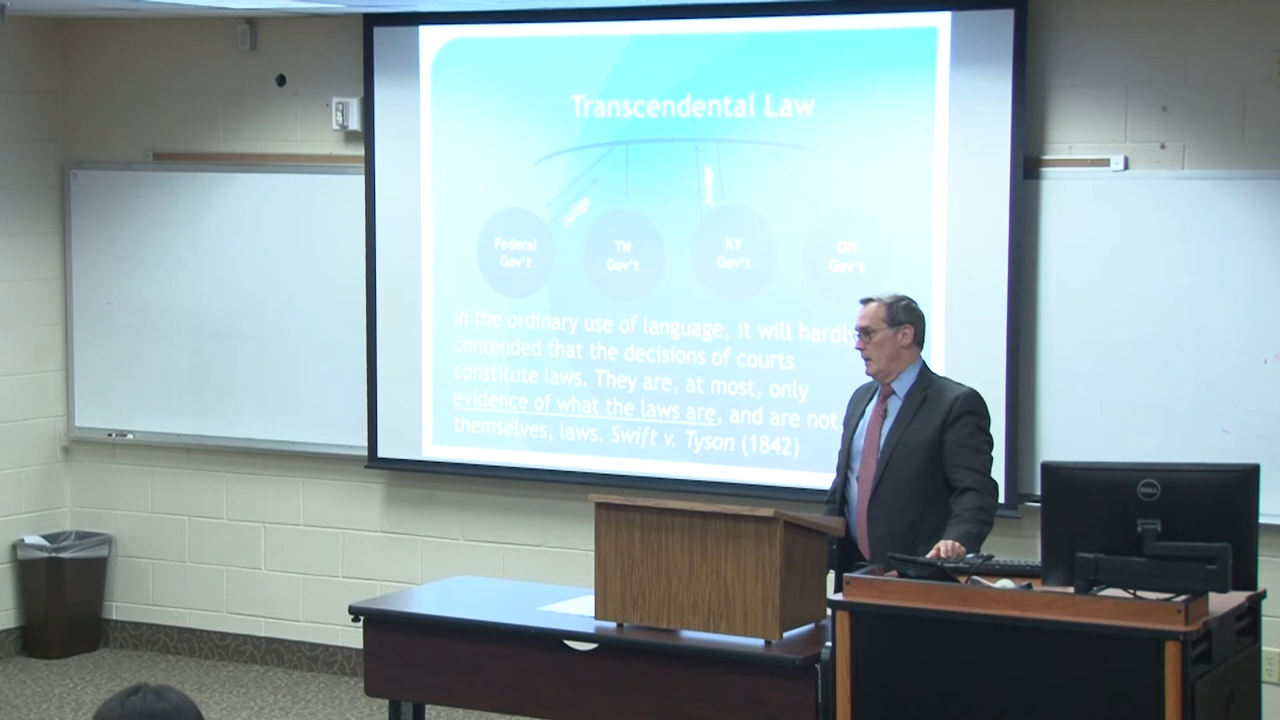 Transcendental Law
Judge
Judge
Federal
Gov't
TN
Gov't
KY
Gov't
OH
Gov't
In the ordinary use of language, it will hardly
contended that the decisions of courts
constitute laws. They are, at most, only
evidence of what the laws are, and are not
themselves, laws. Swift v. Tyson (1842)
DELL